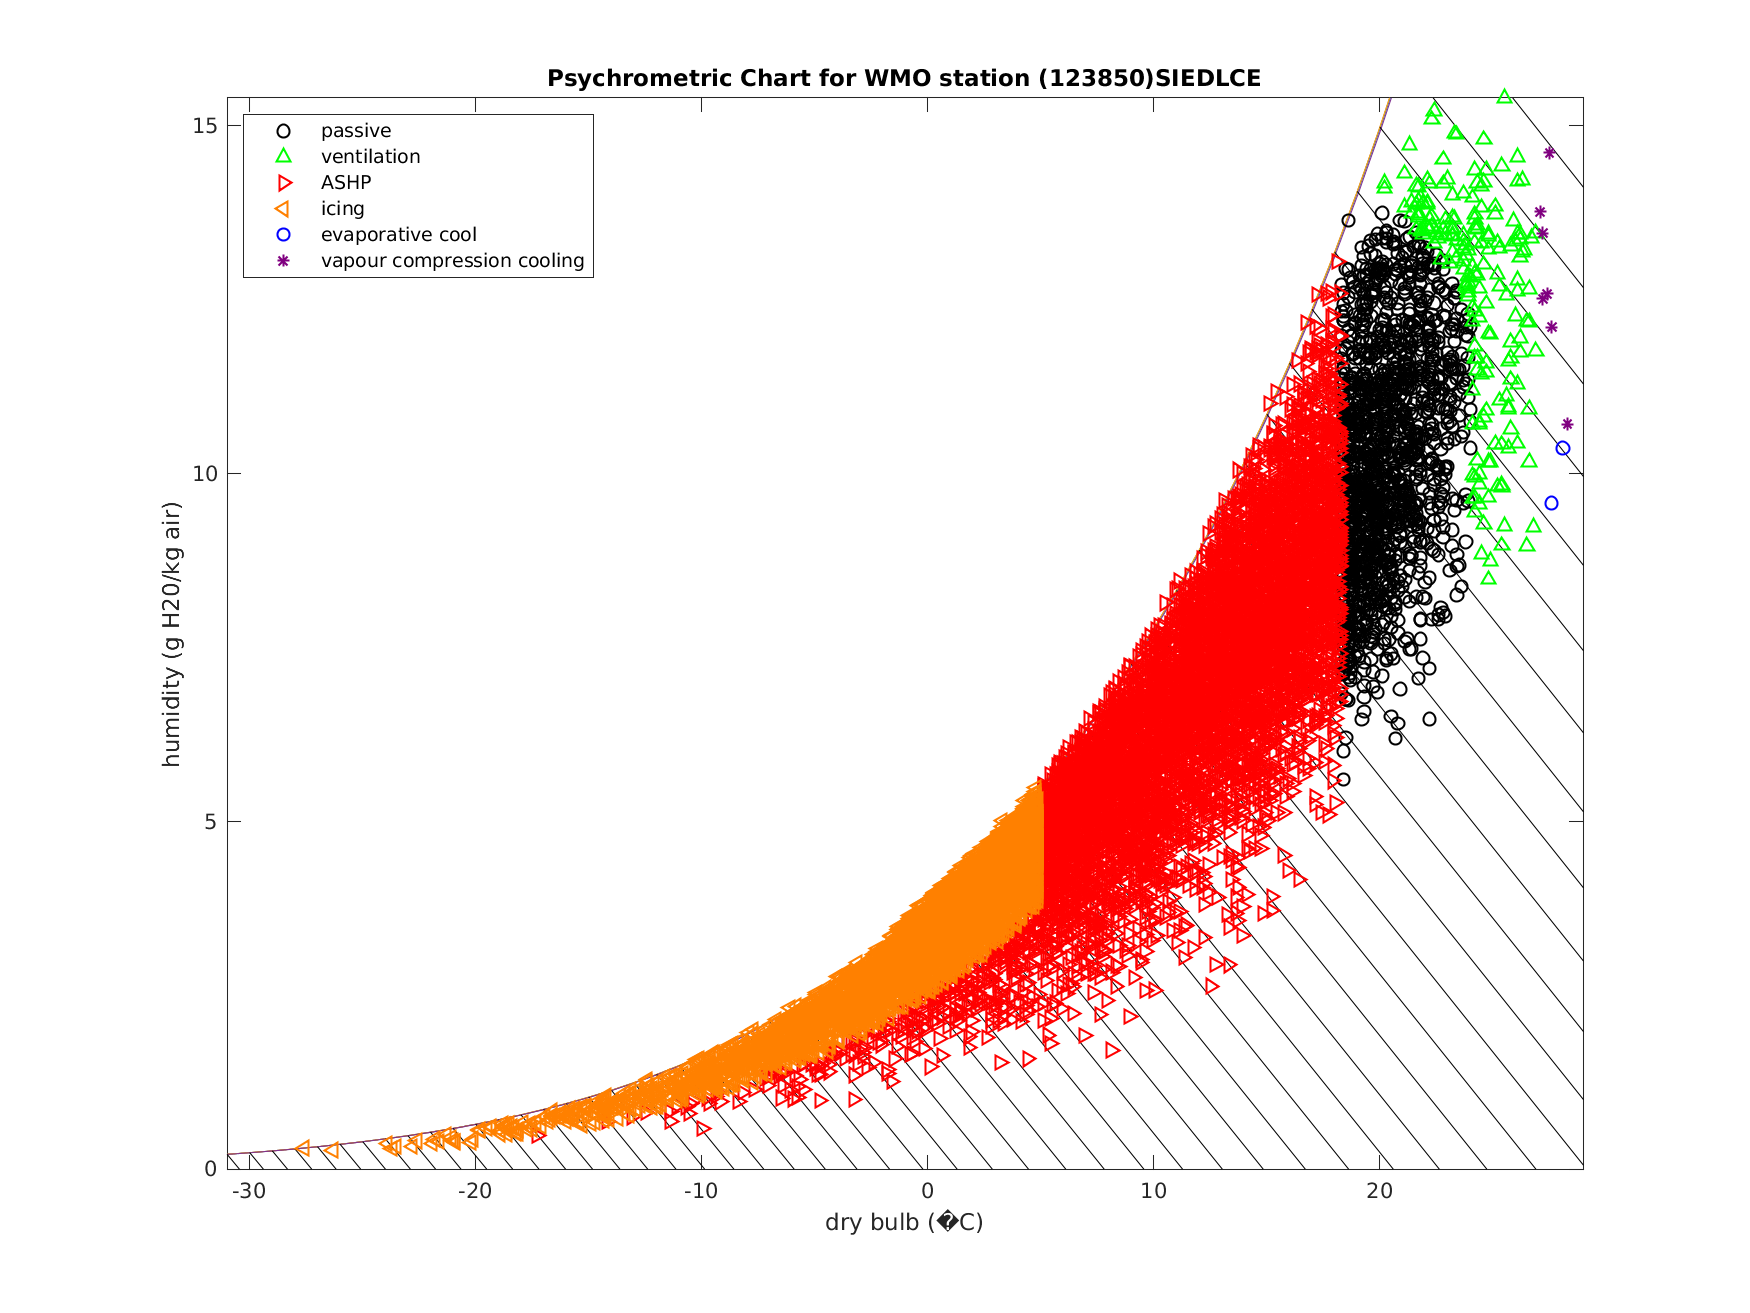 Psychrometric Chart for WMO station (123850)SIEDLCE
passive
ventilation
ASHP
icing
evaporative cool
vapour compression cooling
15
10
5
0
humidity (g H20/kg air)
-30 -20 -10 0 10 20
dry bulb (�C)